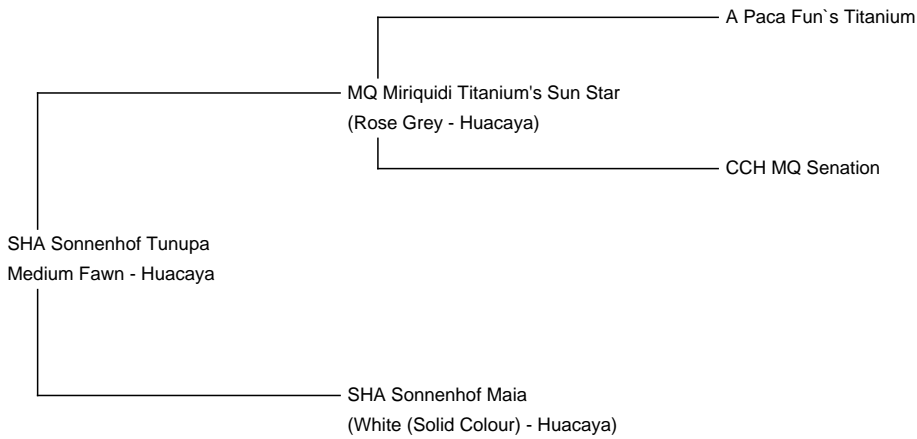 A Paca Fun`s Titanium
MQ Miriquidi Titanium's Sun Star
(Rose Grey - Huacaya)
CCH MQ Senation
SHA Sonnenhof Tunupa
Medium Fawn - Huacaya
SHA Sonnenhof Maia
(White (Solid Colour) - Huacaya)